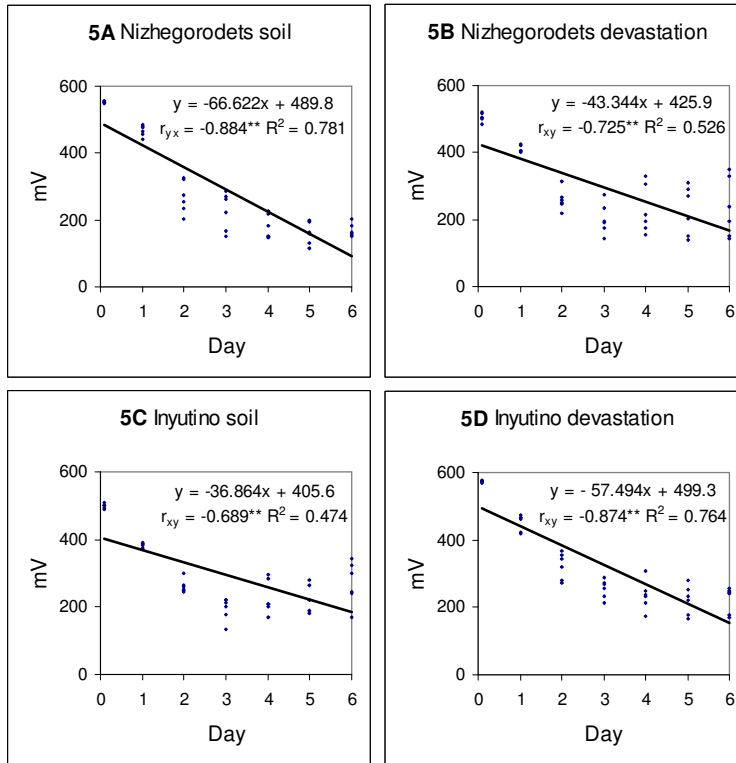 5A Nizhegorodets soil
600
400
200
0
mV
y = -66.622x + 489.8
r yx = -0.884** R² = 0.781
0 1 2 3 4 5 6
Day
5B Nizhegorodets devastation
600
400
200
0
mV
y = -43.344x + 425.9
r xy = -0.725** R² = 0.526
0 1 2 3 4 5 6
Day
5C Inyutino soil
600
400
200
0
mV
y = -36.864x + 405.6
r xy = -0.689** R² = 0.474
0 1 2 3 4 5 6
Day
5D Inyutino devastation
600
400
200
0
mV
y = - 57.494x + 499.3
r xy = -0.874** R² = 0.764
0 1 2 3 4 5 6
Day